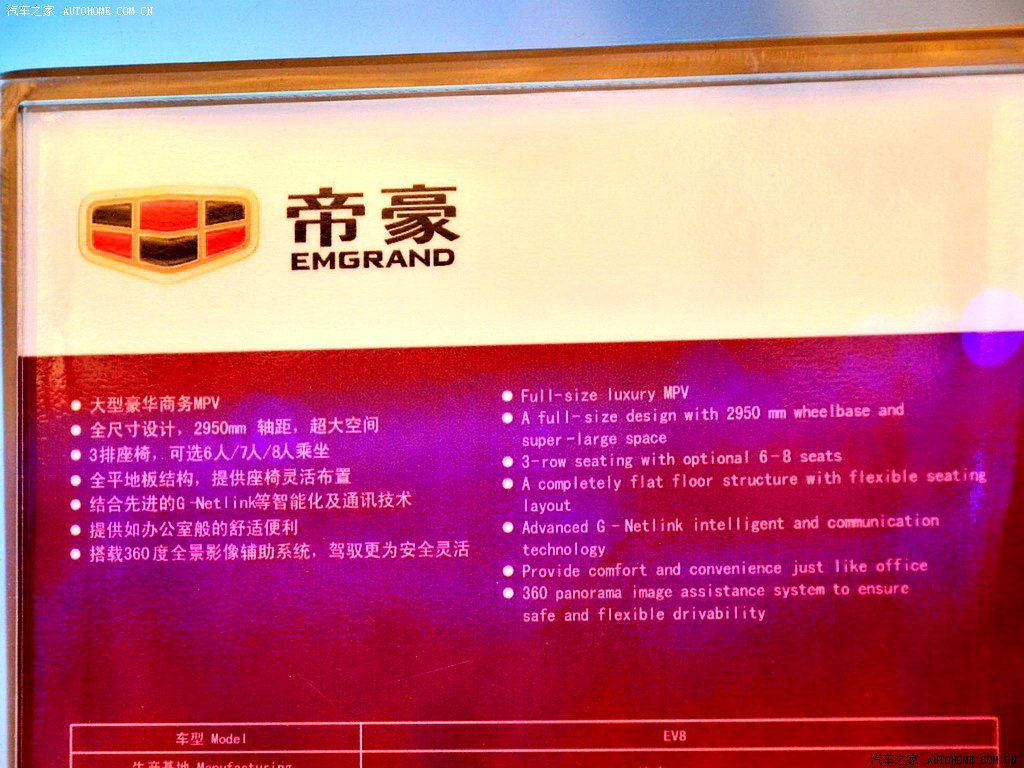 汽车之家 AUTOHOME.COM.CN
帝豪
EMGRAND
大型豪华商务MPV
全尺寸设计，2950mm 轴距，超大空间
3排座椅，可选6人/7人/8人乘坐
全平地板结构，提供座椅灵活布置
结合先进的G-Netlink等智能化及通讯技术
提供如办公室般的舒适便利
搭载360度全景影像辅助系统，驾驭更为安全灵活
Full-size luxury MPV
A full-size design with 2950 mm wheelbase and
super-large space
3-row seating with optional 6-8 seats
A completely flat floor structure with flexible seating
layout
Advanced G-Netlink intelligent and communication
technology
Provide comfort and convenience just like office
360 panorama image assistance system to ensure
safe and flexible drivability
车型 Model
EV8
生产基地 Manufacturing
汽车之家 AUTOHOME.COM.CN